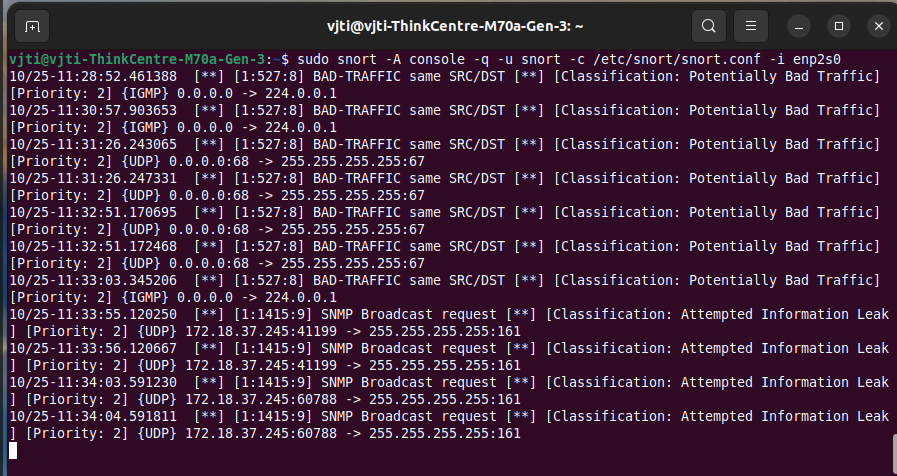 vjti@vjti-ThinkCentre-M70a-Gen-3: ~
vjti@vjti-ThinkCentre-M70a-Gen-3:~$ sudo snort -A console -q -u snort -c /etc/snort/snort.conf -i enp2s0
10/25-11:28:52.461388  [**] [1:527:8] BAD-TRAFFIC same SRC/DST [**] [Classification: Potentially Bad Traffic]
[Priority: 2] {IGMP} 0.0.0.0 -> 224.0.0.1
10/25-11:30:57.903653  [**] [1:527:8] BAD-TRAFFIC same SRC/DST [**] [Classification: Potentially Bad Traffic]
[Priority: 2] {IGMP} 0.0.0.0 -> 224.0.0.1
10/25-11:31:26.243065  [**] [1:527:8] BAD-TRAFFIC same SRC/DST [**] [Classification: Potentially Bad Traffic]
[Priority: 2] {UDP} 0.0.0.0:68 -> 255.255.255.255:67
10/25-11:31:26.247331  [**] [1:527:8] BAD-TRAFFIC same SRC/DST [**] [Classification: Potentially Bad Traffic]
[Priority: 2] {UDP} 0.0.0.0:68 -> 255.255.255.255:67
10/25-11:32:51.170695  [**] [1:527:8] BAD-TRAFFIC same SRC/DST [**] [Classification: Potentially Bad Traffic]
[Priority: 2] {UDP} 0.0.0.0:68 -> 255.255.255.255:67
10/25-11:32:51.172468  [**] [1:527:8] BAD-TRAFFIC same SRC/DST [**] [Classification: Potentially Bad Traffic]
[Priority: 2] {UDP} 0.0.0.0:68 -> 255.255.255.255:67
10/25-11:33:03.345206  [**] [1:527:8] BAD-TRAFFIC same SRC/DST [**] [Classification: Potentially Bad Traffic]
[Priority: 2] {IGMP} 0.0.0.0 -> 224.0.0.1
10/25-11:33:55.120250  [**] [1:1415:9] SNMP Broadcast request [**] [Classification: Attempted Information Leak
] [Priority: 2] {UDP} 172.18.37.245:41199 -> 255.255.255.255:161
10/25-11:33:56.120667  [**] [1:1415:9] SNMP Broadcast request [**] [Classification: Attempted Information Leak
] [Priority: 2] {UDP} 172.18.37.245:41199 -> 255.255.255.255:161
10/25-11:34:03.591230  [**] [1:1415:9] SNMP Broadcast request [**] [Classification: Attempted Information Leak
] [Priority: 2] {UDP} 172.18.37.245:60788 -> 255.255.255.255:161
10/25-11:34:04.591811  [**] [1:1415:9] SNMP Broadcast request [**] [Classification: Attempted Information Leak
] [Priority: 2] {UDP} 172.18.37.245:60788 -> 255.255.255.255:161